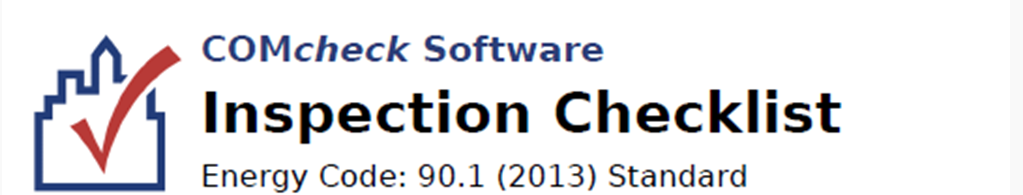 COMcheck Software
Inspection Checklist
Energy Code: 90.1 (2013) Standard